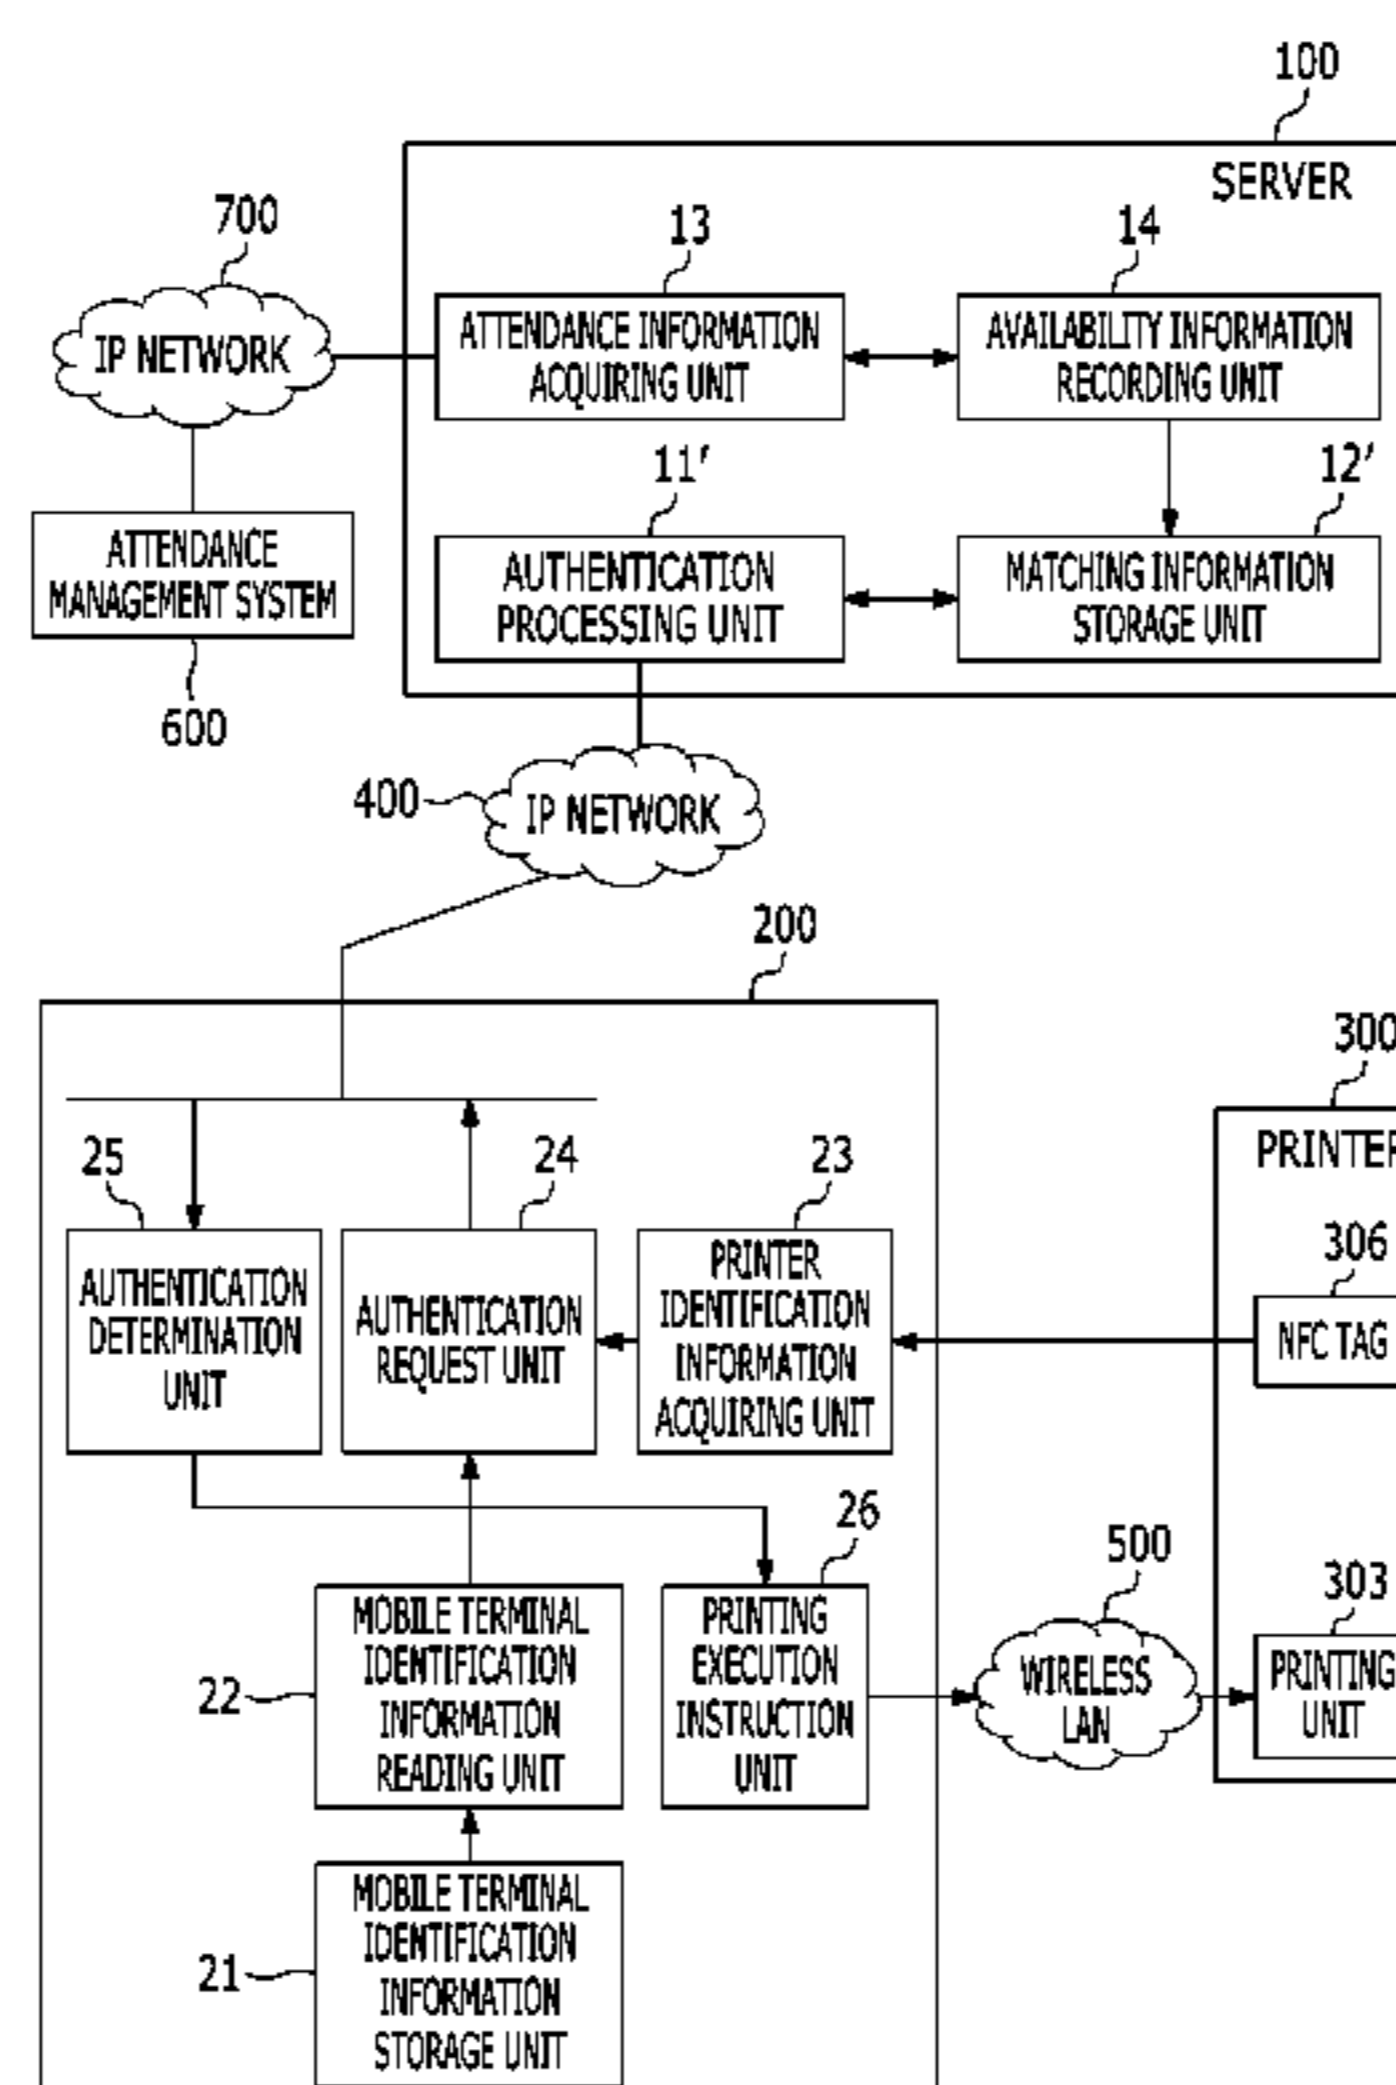 100
SERVER
700
13
14
IP NETWORK
ATTENDANCE INFORMATION
ACQUIRING UNIT
AVAILABILITY INFORMATION
RECORDING UNIT
11′
12′
ATTENDANCE
MANAGEMENT SYSTEM
AUTHENTICATION
PROCESSING UNIT
MATCHING INFORMATION
STORAGE UNIT
600
400
IP NETWORK
200
300
PRINTER
25
24
23
306
AUTHENTICATION
DETERMINATION
UNIT
AUTHENTICATION
REQUEST UNIT
PRINTER
IDENTIFICATION
INFORMATION
ACQUIRING UNIT
NFC TAG
26
500
303
22
MOBILE TERMINAL
IDENTIFICATION
INFORMATION
READING UNIT
PRINTING
EXECUTION
INSTRUCTION
UNIT
WIRELESS
LAN
PRINTING
UNIT
21
MOBILE TERMINAL
IDENTIFICATION
INFORMATION
STORAGE UNIT